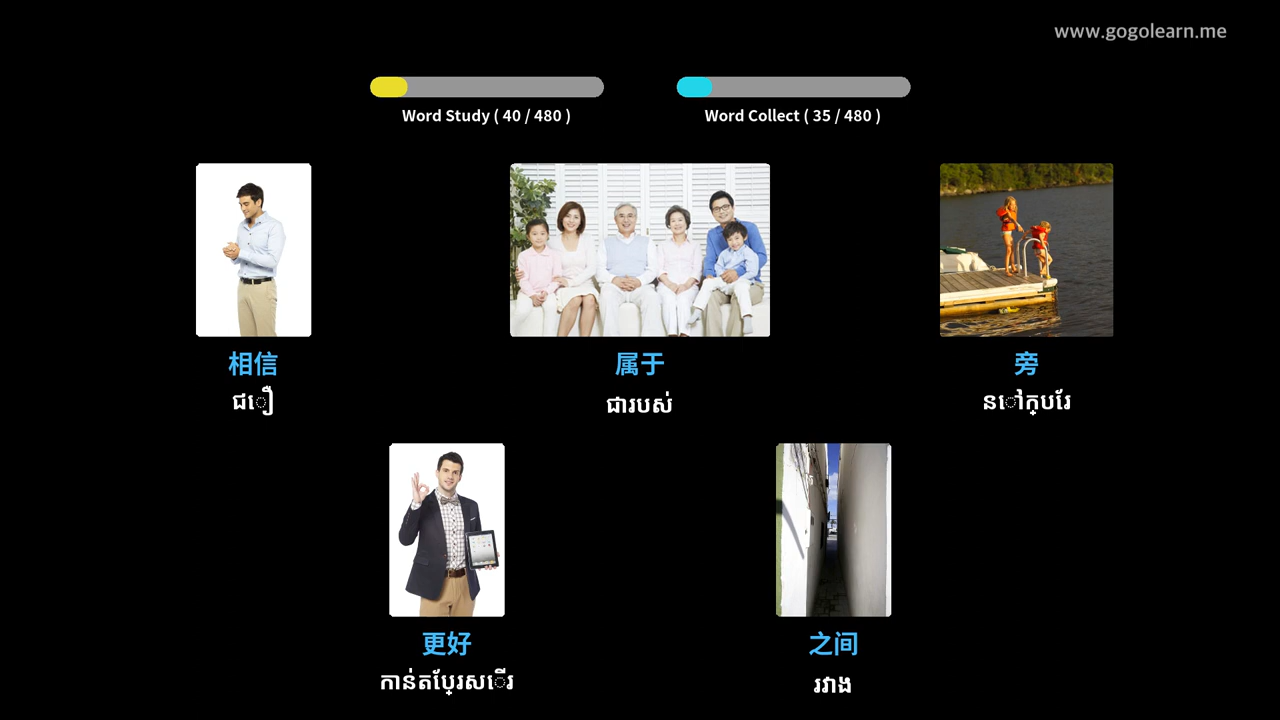 www.gogolearn.me
Word Study ( 40 / 480 )
Word Collect ( 35 / 480 )
相信
ជឿ
属于
ជារបស់
旁
នៅក្បែរ
更好
កាន់តប្រែសើរ
之间
រវាង